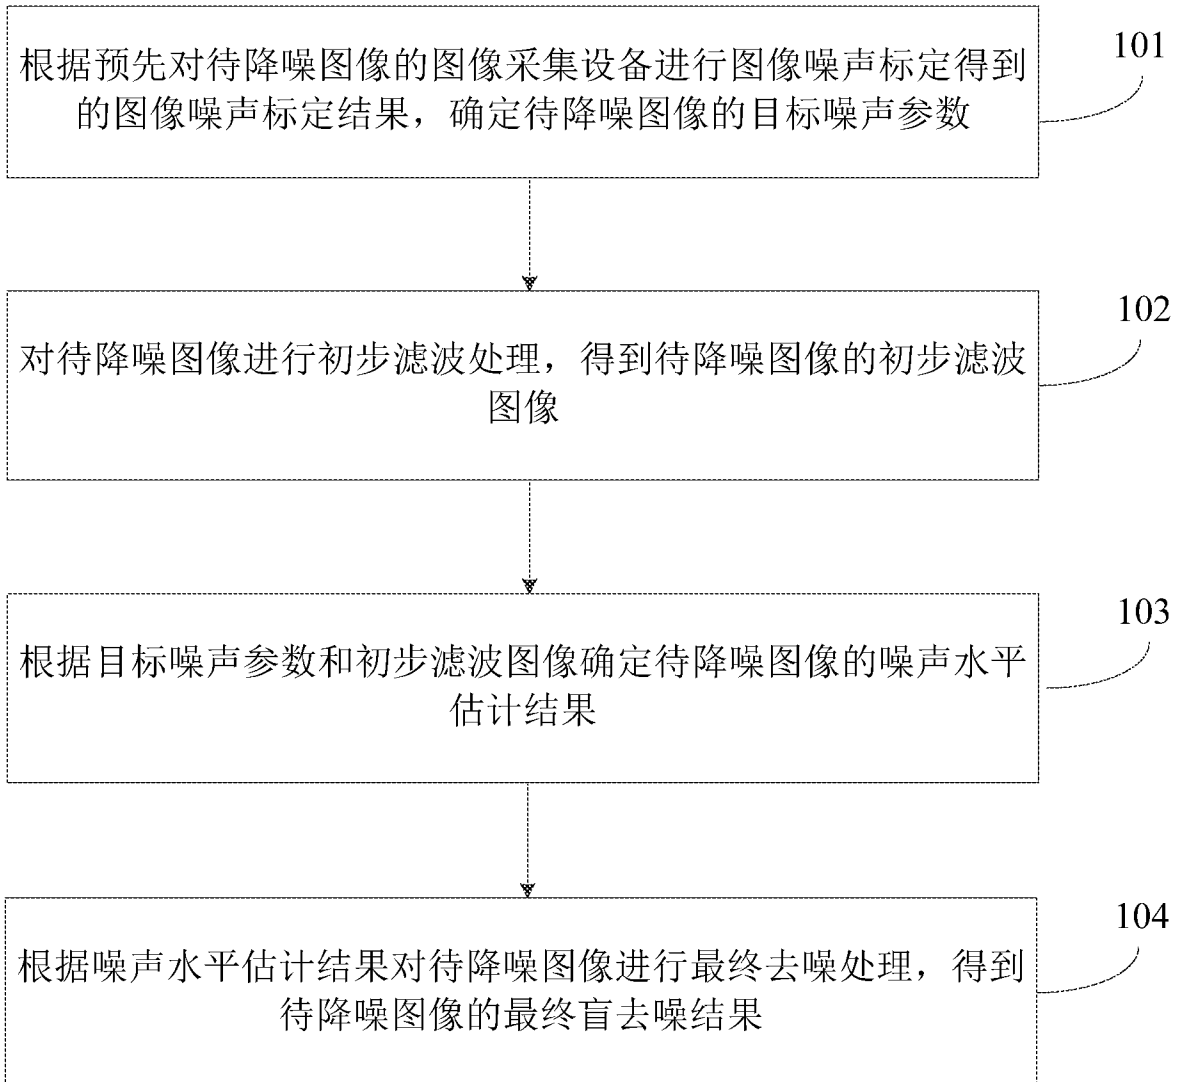 根据预先对待降噪图像的图像采集设备进行图像噪声标定得到
的图像噪声标定结果，确定待降噪图像的目标噪声参数
101
对待降噪图像进行初步滤波处理，得到待降噪图像的初步滤波
图像
102
根据目标噪声参数和初步滤波图像确定待降噪图像的噪声水平
估计结果
103
根据噪声水平估计结果对待降噪图像进行最终去噪处理，得到
待降噪图像的最终盲去噪结果
104